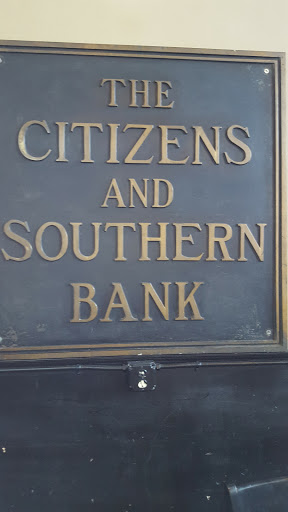 THE
CITIZENS
AND
SOUTHERN
BANK